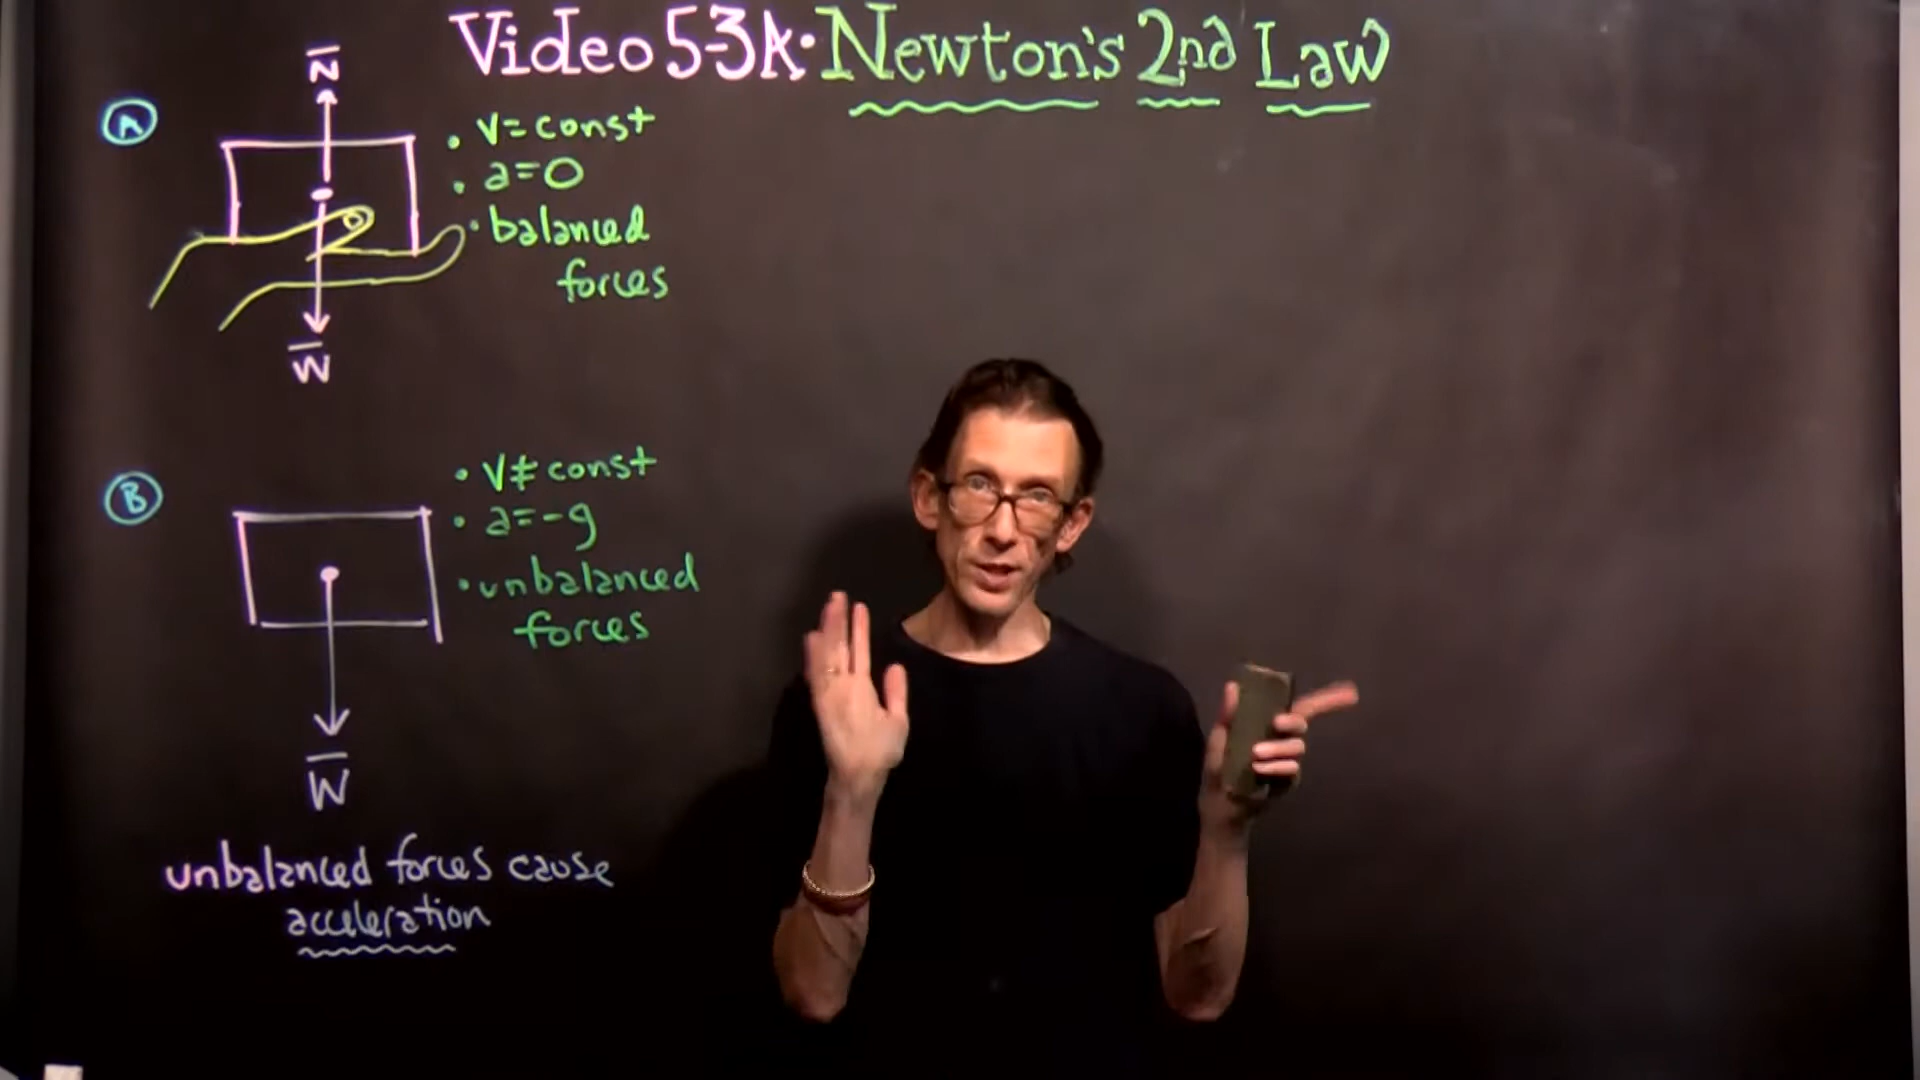 Video 5-3A: Newton's 2nd Law
A
N̅
• v = const
• a = 0
• balanced
forces
W̅
B
• v ≠ const
• a = -g
• unbalanced
forces
W̅
unbalanced forces cause
acceleration